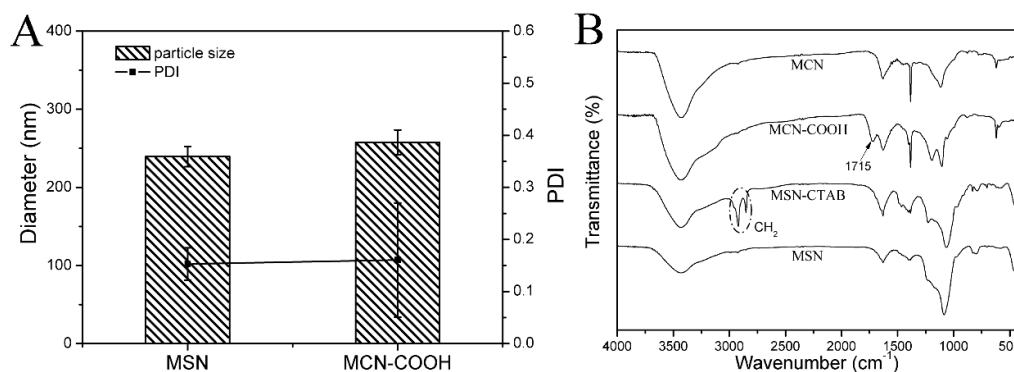 A
400
300
200
100
0
Diameter (nm)
particle size
PDI
0.6
0.5
0.4
0.3
0.2
0.1
0.0
PDI
MSN
MCN-COOH
B
Transmittance (%)
MCN
MCN-COOH
1715
MSN-CTAB
CH2
MSN
4000 3500 3000 2500 2000 1500 1000
Wavenumber (cm-1)